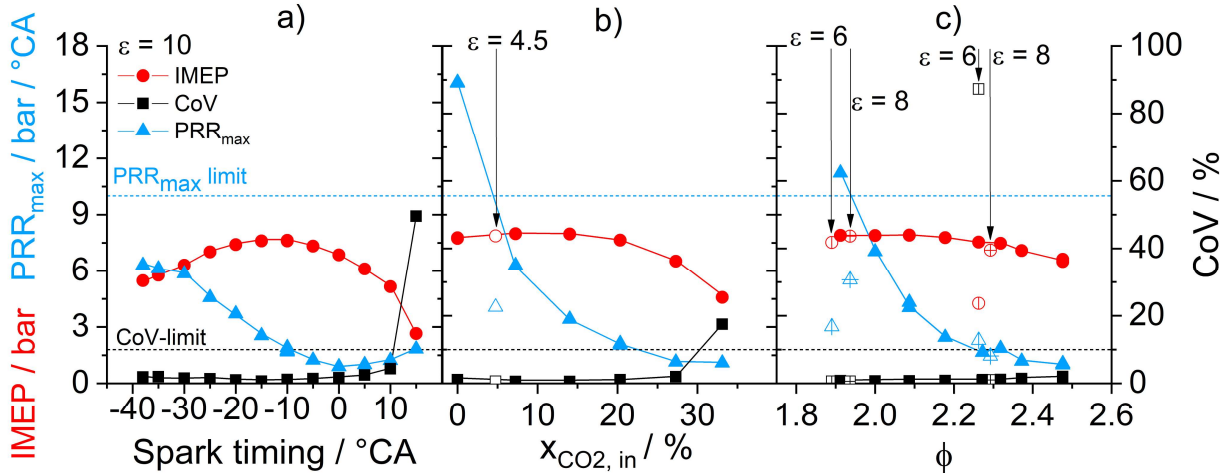 a)
b)
c)
IMEP / bar PRRmax / bar / °CA
18
15
12
9
6
3
0
ε = 10
IMEP
CoV
PRRmax
PRRmax limit
CoV-limit
ε = 4.5
ε = 6
ε = 8
ε = 6
ε = 8
100
80
60
40
20
0
CoV / %
-40 -30 -20 -10 0 10
0 10 20 30
1.8 2.0 2.2 2.4 2.6
Spark timing / °CA
xCO2, in / %
ϕ